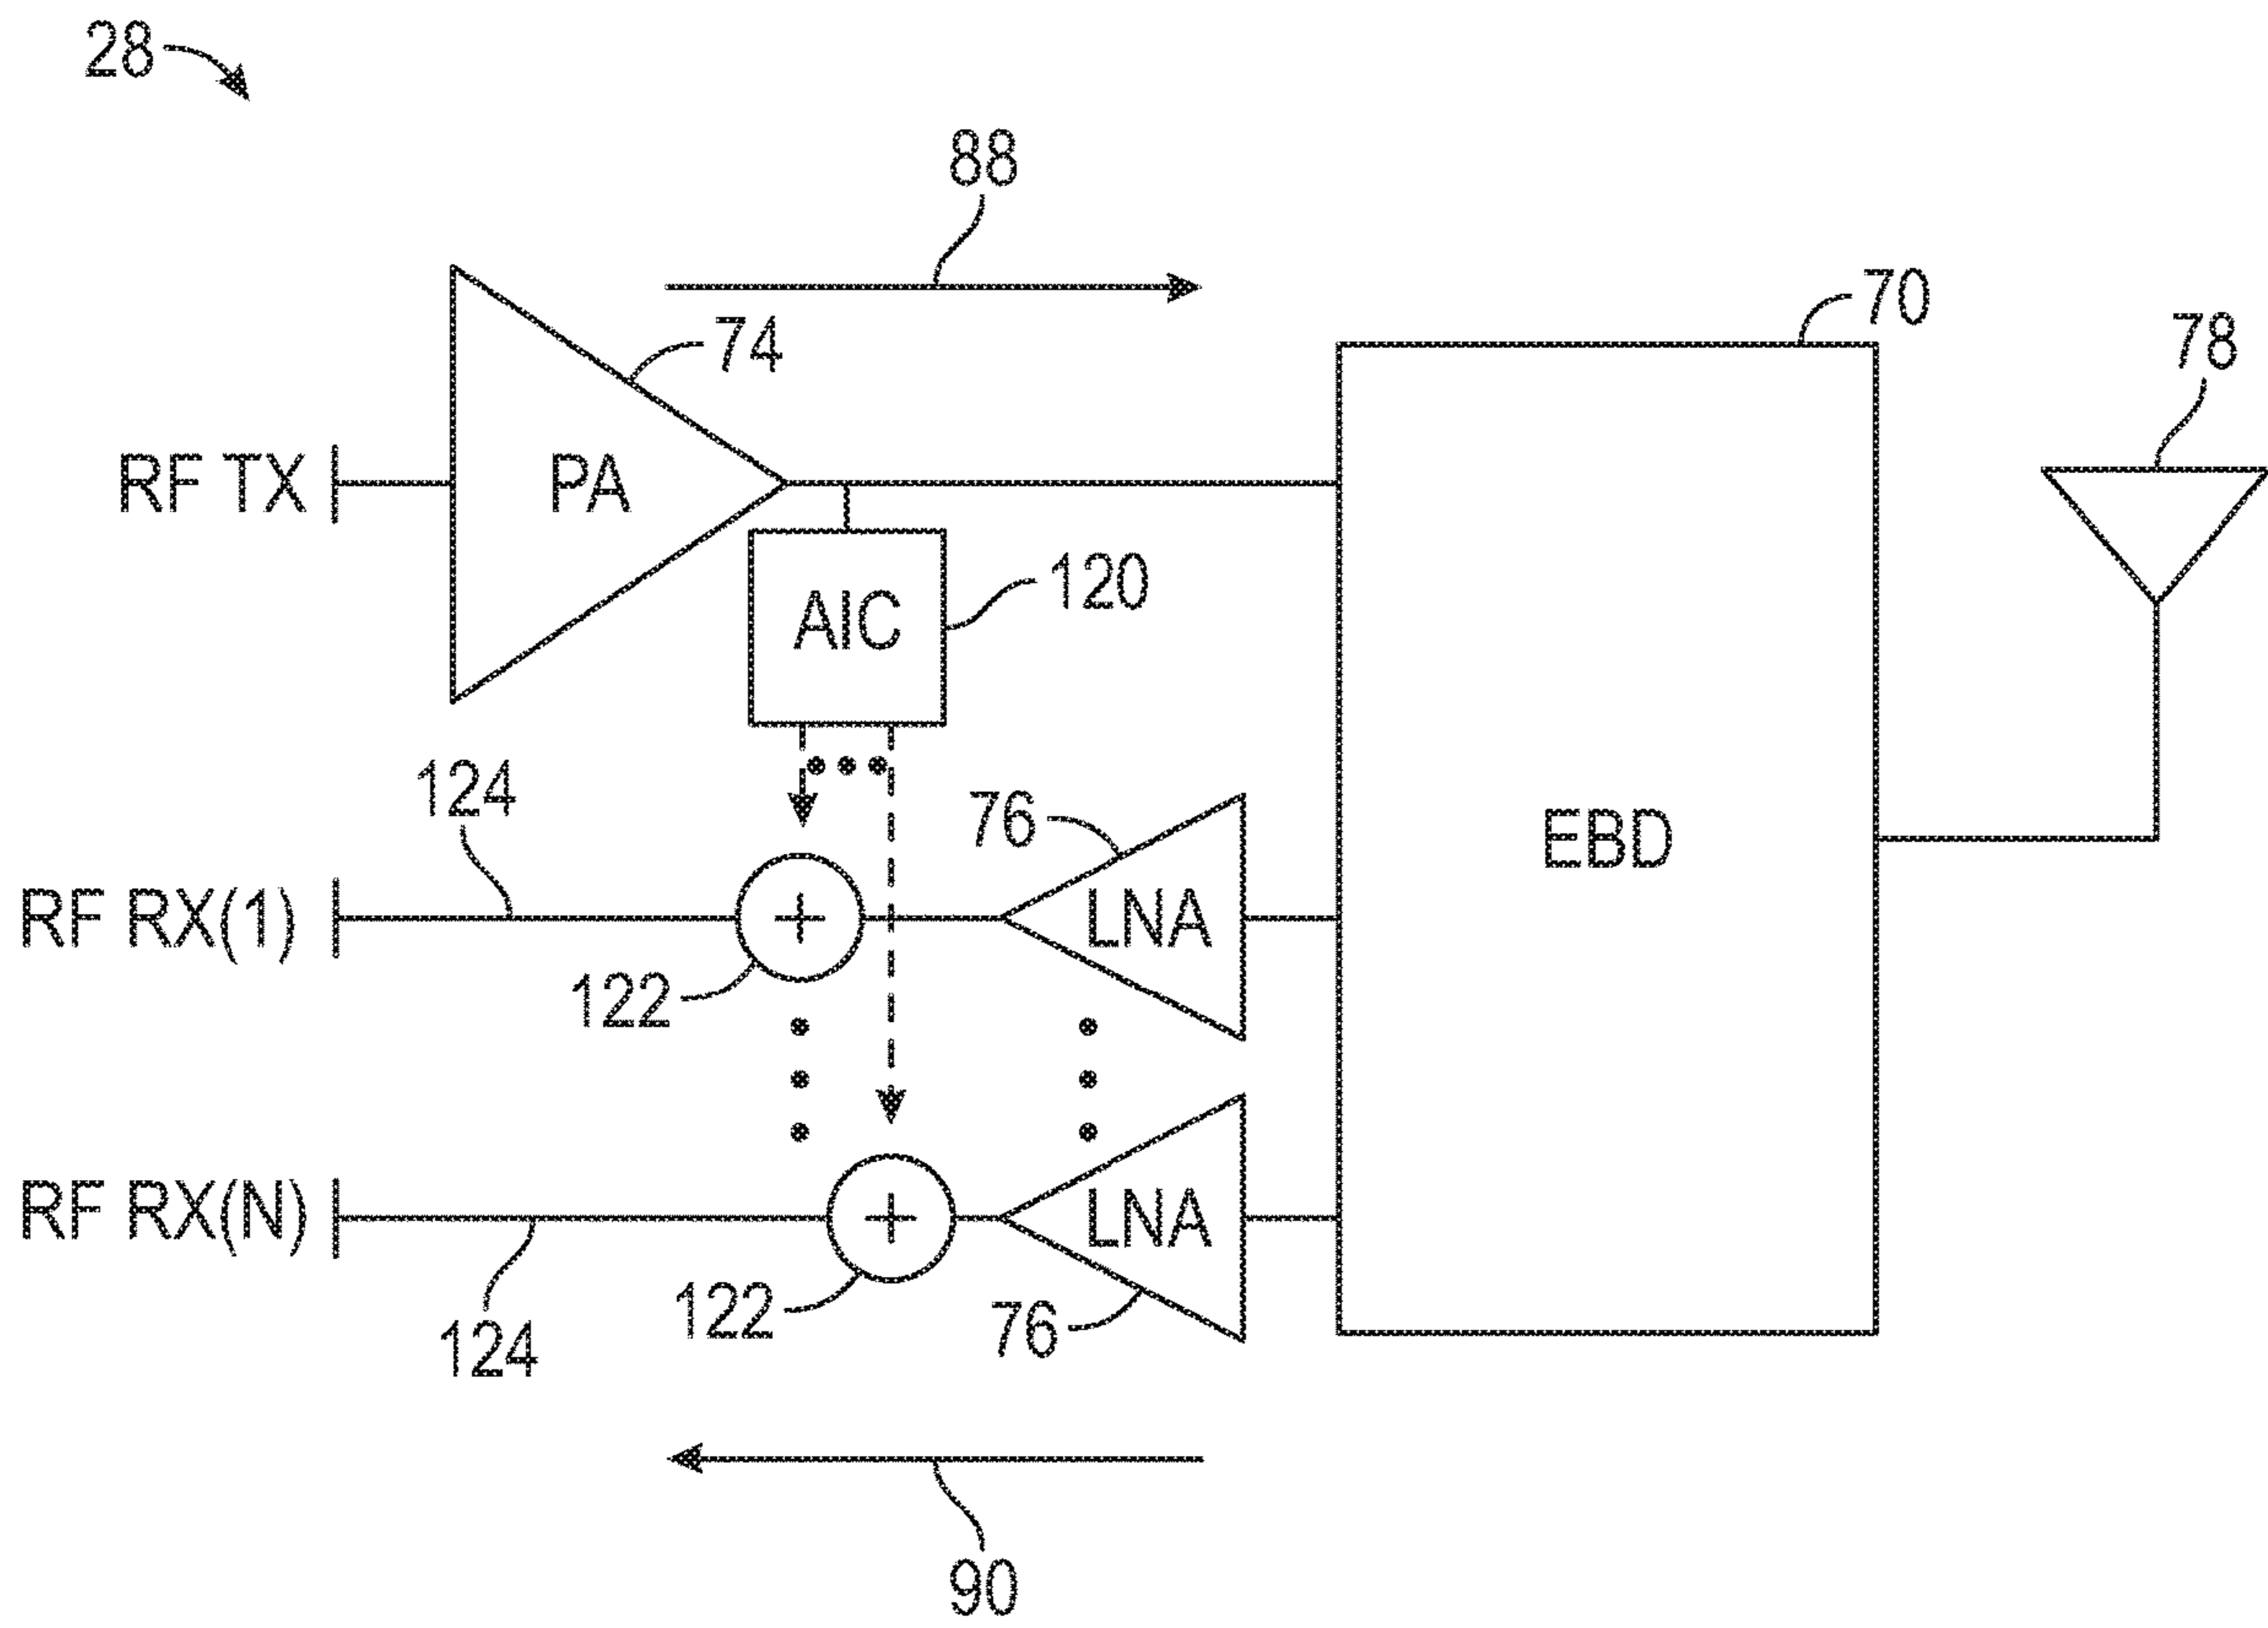 28
88
70
78
74
RF TX
PA
120
AIC
124
76
EBD
RF RX(1)
+
LNA
122
RF RX(N)
+
LNA
122
76
124
90